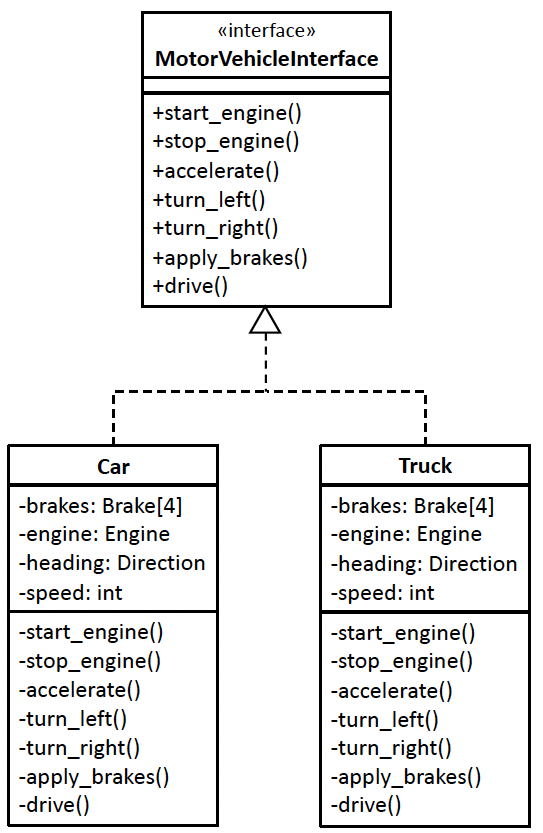 «interface»
MotorVehicleInterface
+start_engine()
+stop_engine()
+accelerate()
+turn_left()
+turn_right()
+apply_brakes()
+drive()
Car
-brakes: Brake[4]
-engine: Engine
-heading: Direction
-speed: int
-start_engine()
-stop_engine()
-accelerate()
-turn_left()
-turn_right()
-apply_brakes()
-drive()
Truck
-brakes: Brake[4]
-engine: Engine
-heading: Direction
-speed: int
-start_engine()
-stop_engine()
-accelerate()
-turn_left()
-turn_right()
-apply_brakes()
-drive()